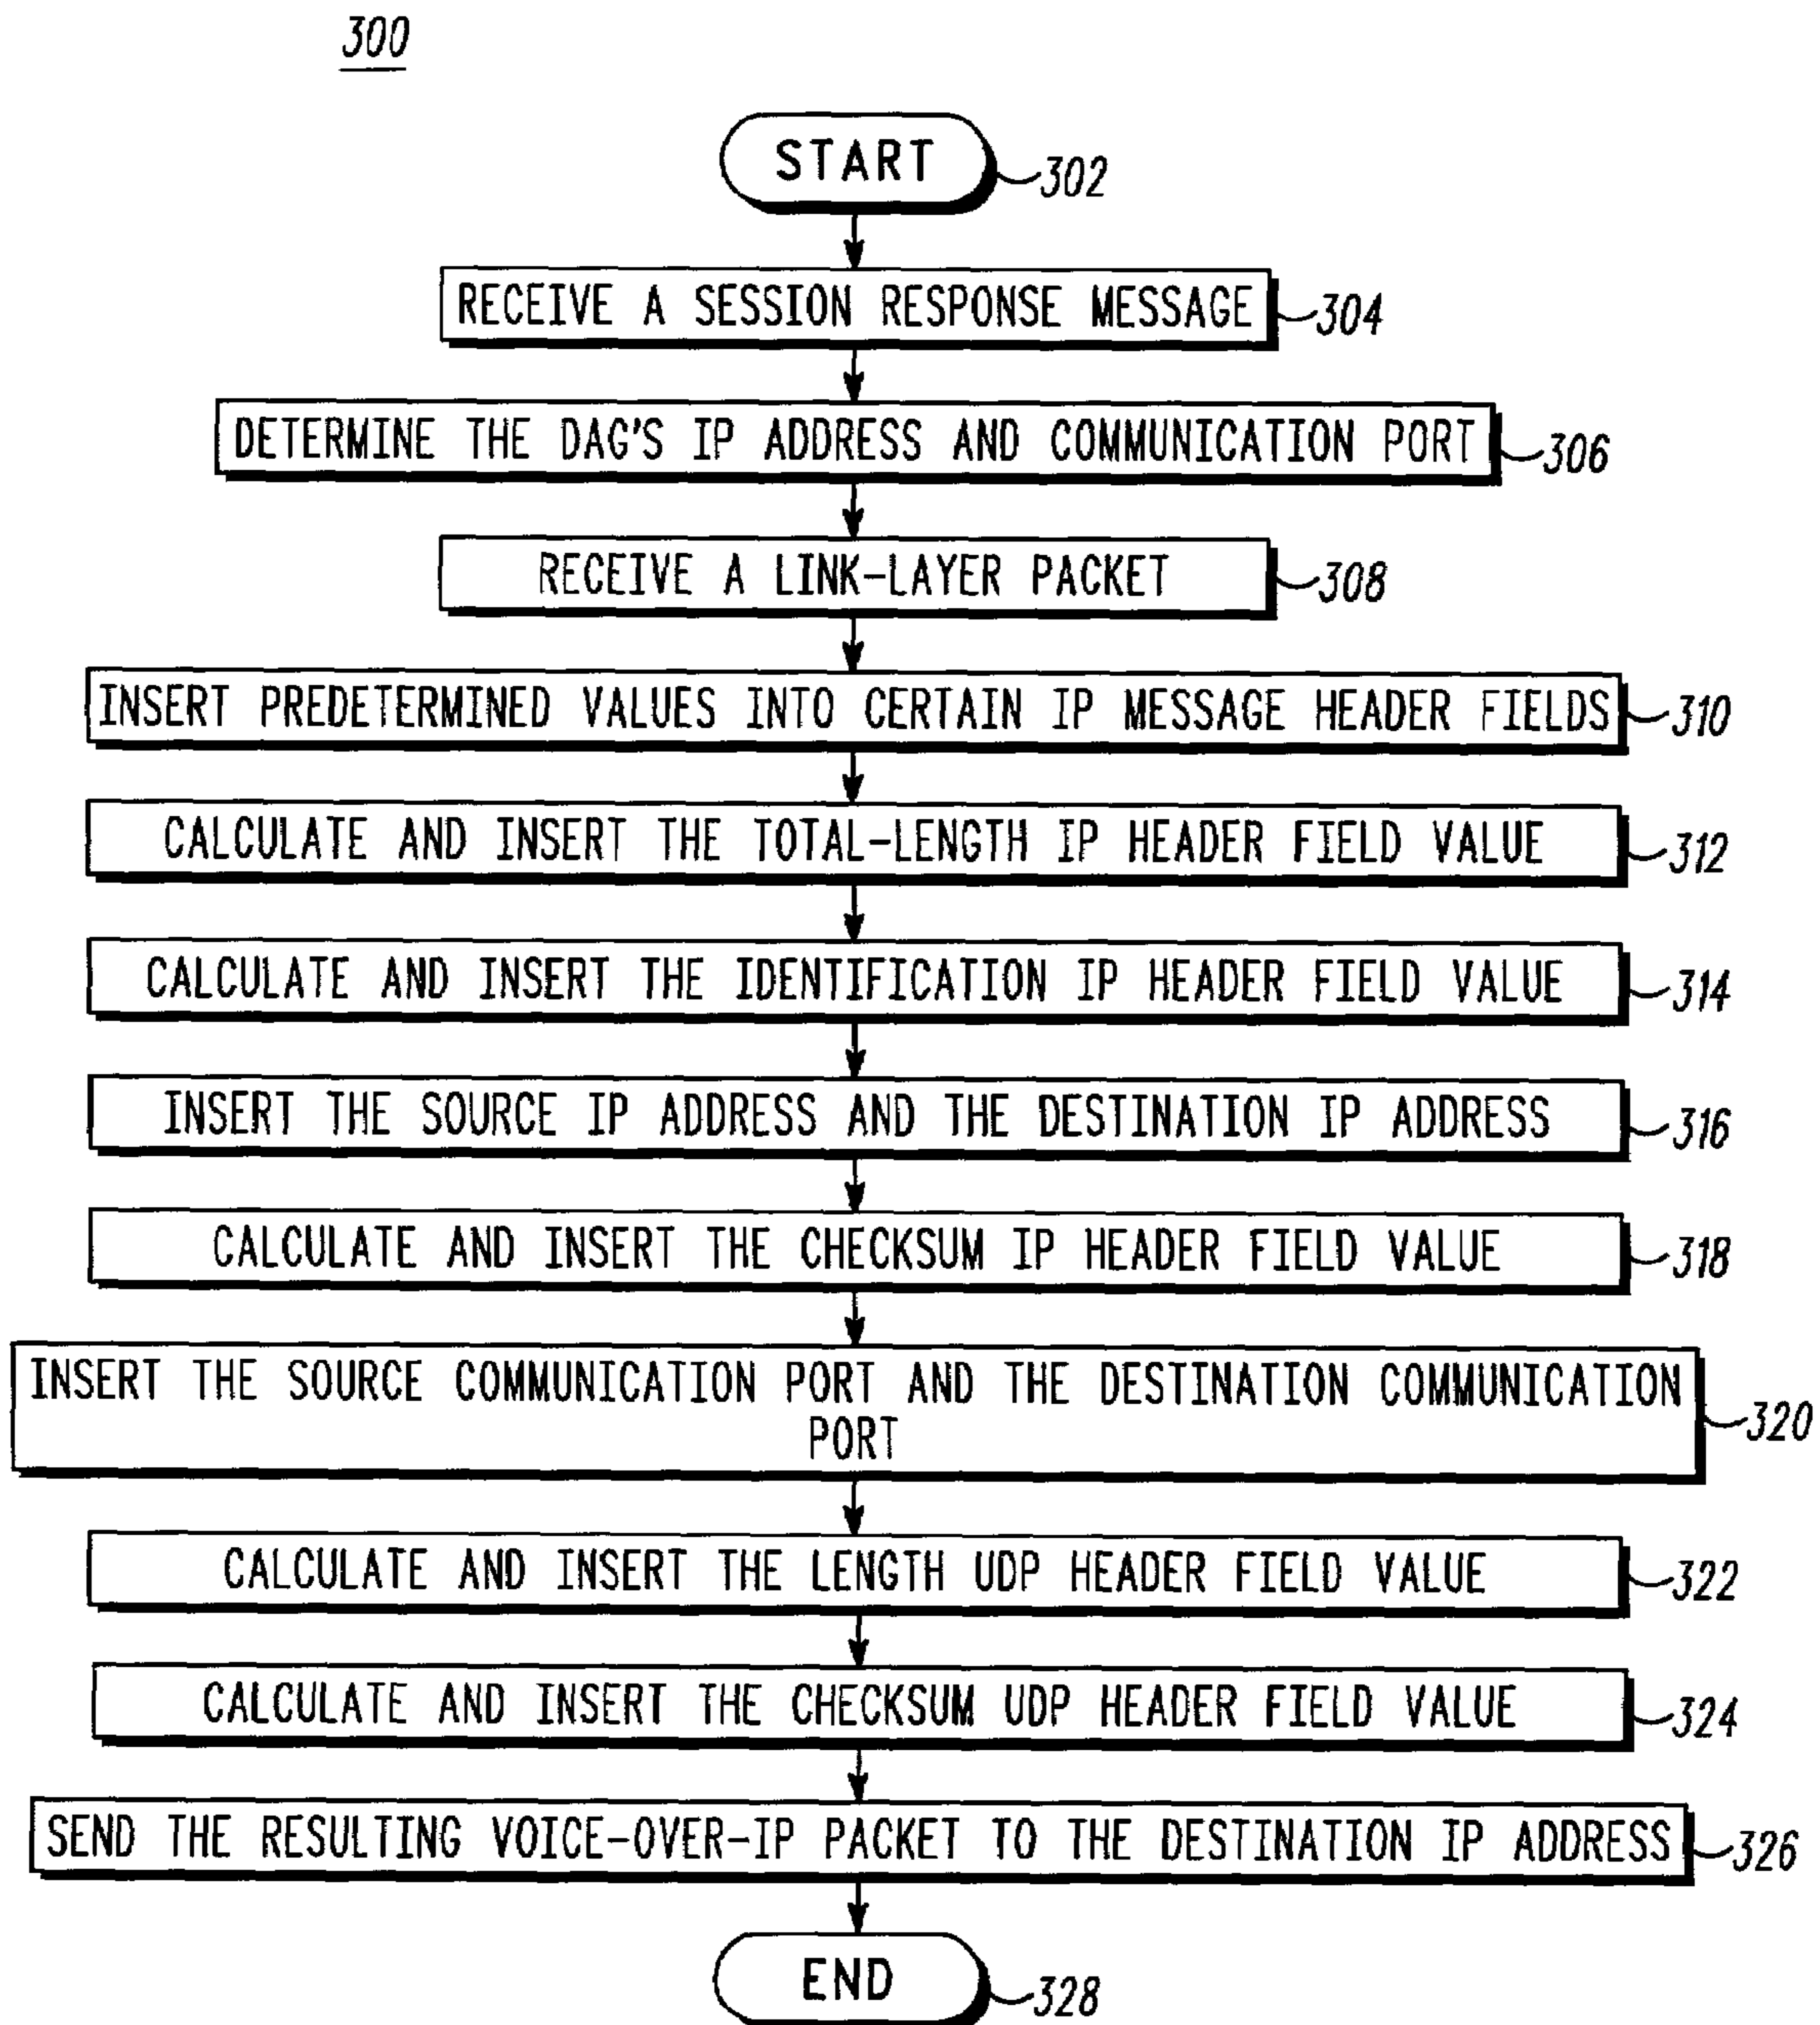 300
START
302
RECEIVE A SESSION RESPONSE MESSAGE
304
DETERMINE THE DAG'S IP ADDRESS AND COMMUNICATION PORT
306
RECEIVE A LINK-LAYER PACKET
308
INSERT PREDETERMINED VALUES INTO CERTAIN IP MESSAGE HEADER FIELDS
310
CALCULATE AND INSERT THE TOTAL-LENGTH IP HEADER FIELD VALUE
312
CALCULATE AND INSERT THE IDENTIFICATION IP HEADER FIELD VALUE
314
INSERT THE SOURCE IP ADDRESS AND THE DESTINATION IP ADDRESS
316
CALCULATE AND INSERT THE CHECKSUM IP HEADER FIELD VALUE
318
INSERT THE SOURCE COMMUNICATION PORT AND THE DESTINATION COMMUNICATION
PORT
320
CALCULATE AND INSERT THE LENGTH UDP HEADER FIELD VALUE
322
CALCULATE AND INSERT THE CHECKSUM UDP HEADER FIELD VALUE
324
SEND THE RESULTING VOICE-OVER-IP PACKET TO THE DESTINATION IP ADDRESS
326
END
328